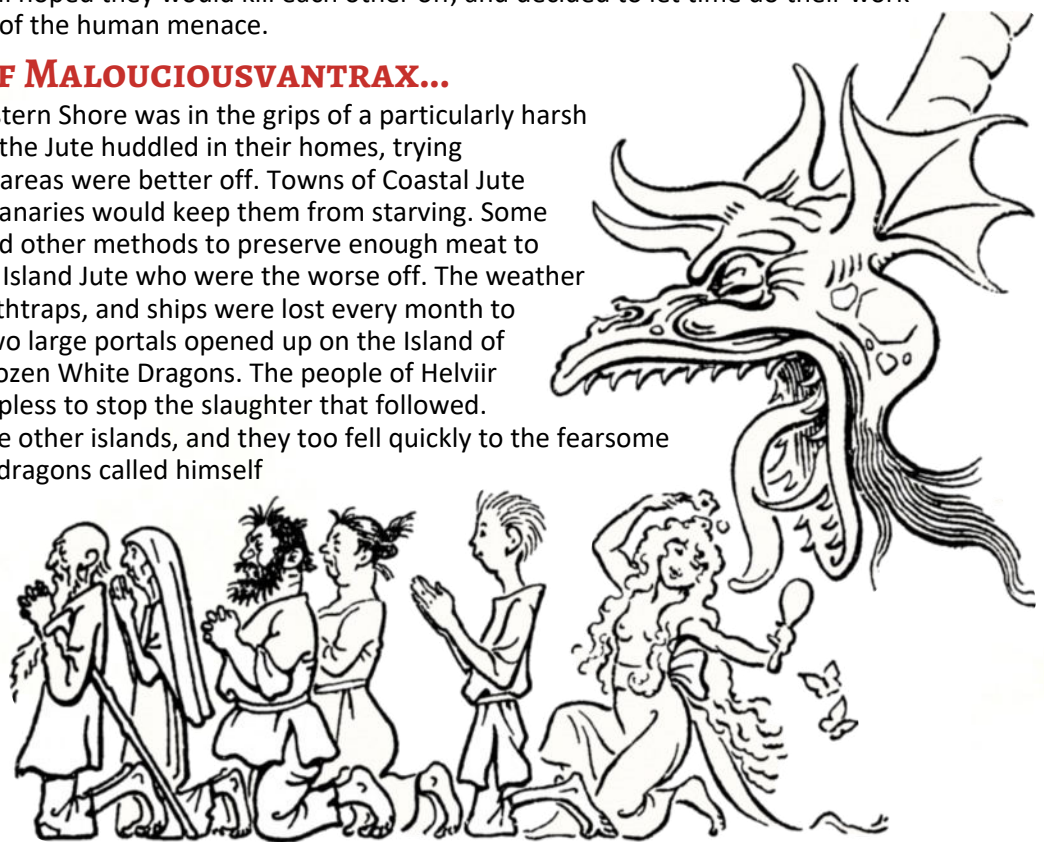 hoped they would kill each other off, and decided to let time do their work
of the human menace.
F MALOUCIOUSVANTRAX...
stern Shore was in the grips of a particularly harsh
the Jute huddled in their homes, trying
areas were better off. Towns of Coastal Jute
anaries would keep them from starving. Some
d other methods to preserve enough meat to
Island Jute who were the worse off. The weather
thtraps, and ships were lost every month to
wo large portals opened up on the Island of
ozen White Dragons. The people of Helviir
pless to stop the slaughter that followed.
e other islands, and they too fell quickly to the fearsome
dragons called himself